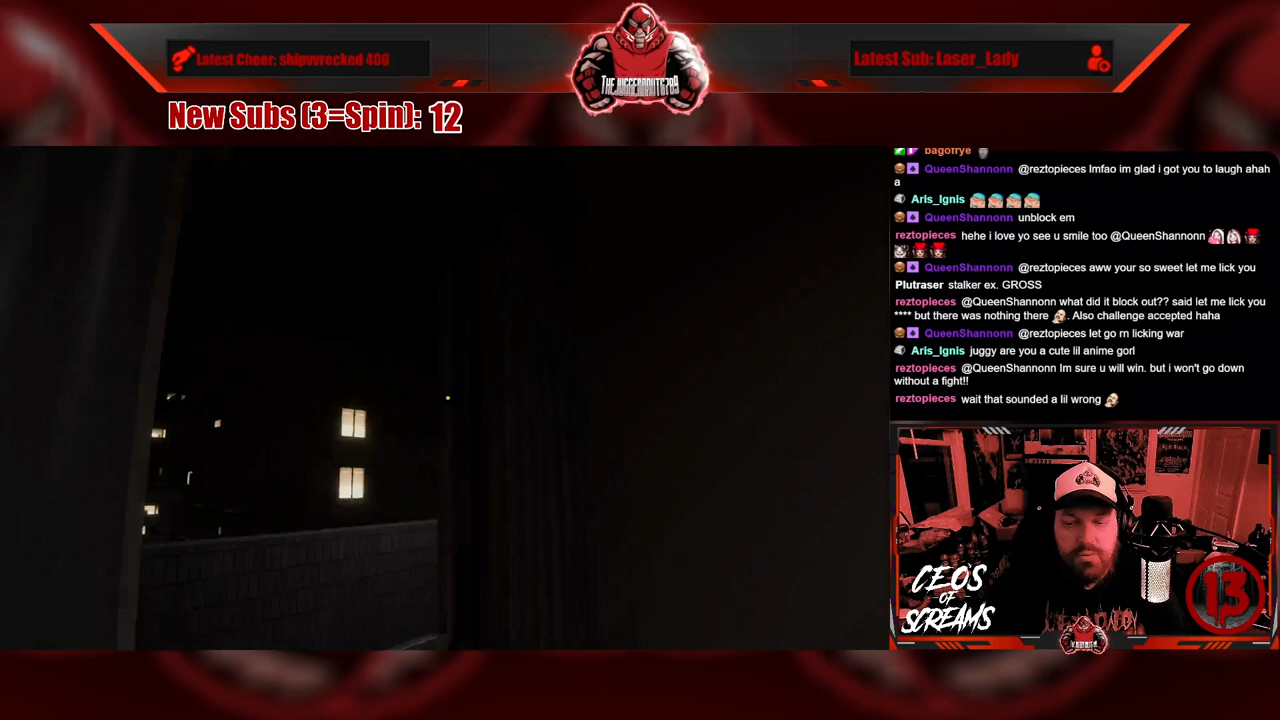 Latest Cheer: shipvvrecked 400
THEJUGGERNAUT6789
Latest Sub: Laser_Lady
New Subs (3=Spin): 12
bagofrye
QueenShannonn @reztopieces lmfao im glad i got you to laugh ahah
a
Aris_Ignis
QueenShannonn unblock em
reztopieces hehe i love yo see u smile too @QueenShannonn
QueenShannonn @reztopieces aww your so sweet let me lick you
Plutraser stalker ex. GROSS
reztopieces @QueenShannonn what did it block out?? said let me lick you
**** but there was nothing there . Also challenge accepted haha
QueenShannonn @reztopieces let go rn licking war
Aris_Ignis juggy are you a cute lil anime gorl
reztopieces @QueenShannonn Im sure u will win. but i won't go down
without a fight!!
reztopieces wait that sounded a lil wrong
CEOS
OF
SCREAMS
13